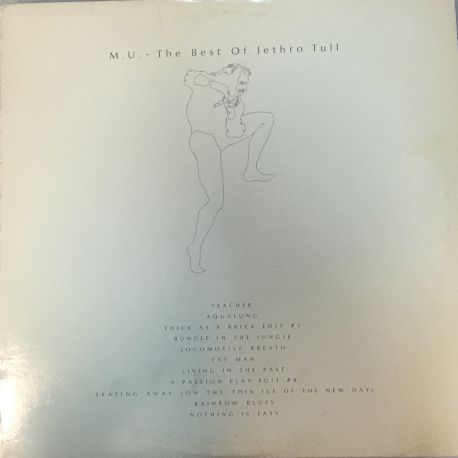 M.U. - The Best Of Jethro Tull
TEACHER
AQUALUNG
THICK AS A BRICK EDIT #1
BUNGLE IN THE JUNGLE
LOCOMOTIVE BREATH
FAT MAN
LIVING IN THE PAST
A PASSION PLAY EDIT #8
SKATING AWAY (ON THE THIN ICE OF THE NEW DAY)
RAINBOW BLUES
NOTHING IS EASY